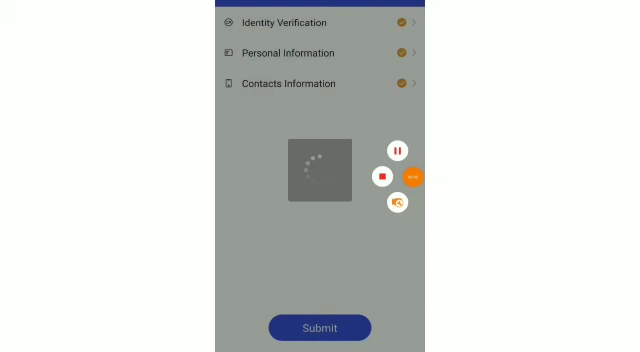 Identity Verification
Personal Information
Contacts Information
Submit